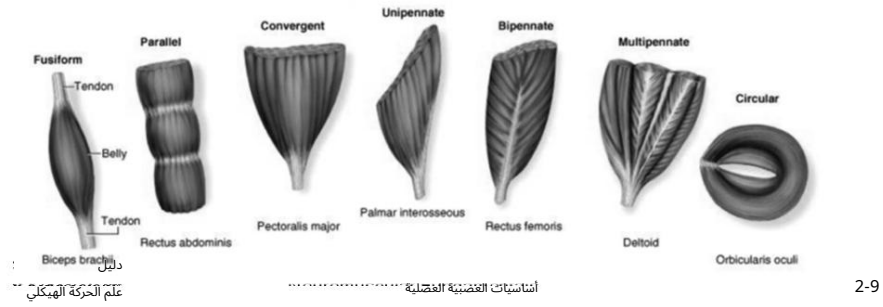 Unipennate
Convergent
Bipennate
Parallel
Multipennate
Fusiform
Tendon
Circular
Belly
Palmar interosseous
Tendon
Pectoralis major
Rectus femoris
Rectus abdominis
Deltoid
Biceps brachii
Orbicularis oculi
دليل
علم الحركة الهيكلي
أساسيات العصبية العضلية
2-9